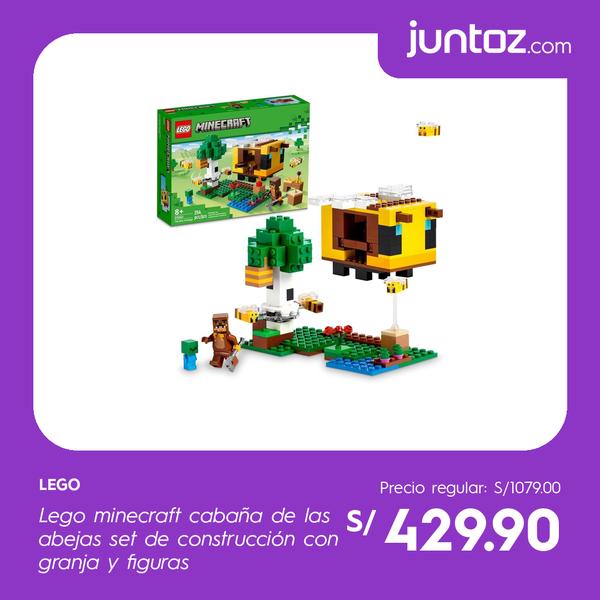 juntoz.com
LEGO MINECRAFT
8+
LEGO
Precio regular: S/1079.00
Lego minecraft cabaña de las
abejas set de construcción con
granja y figuras
S/ 429.90